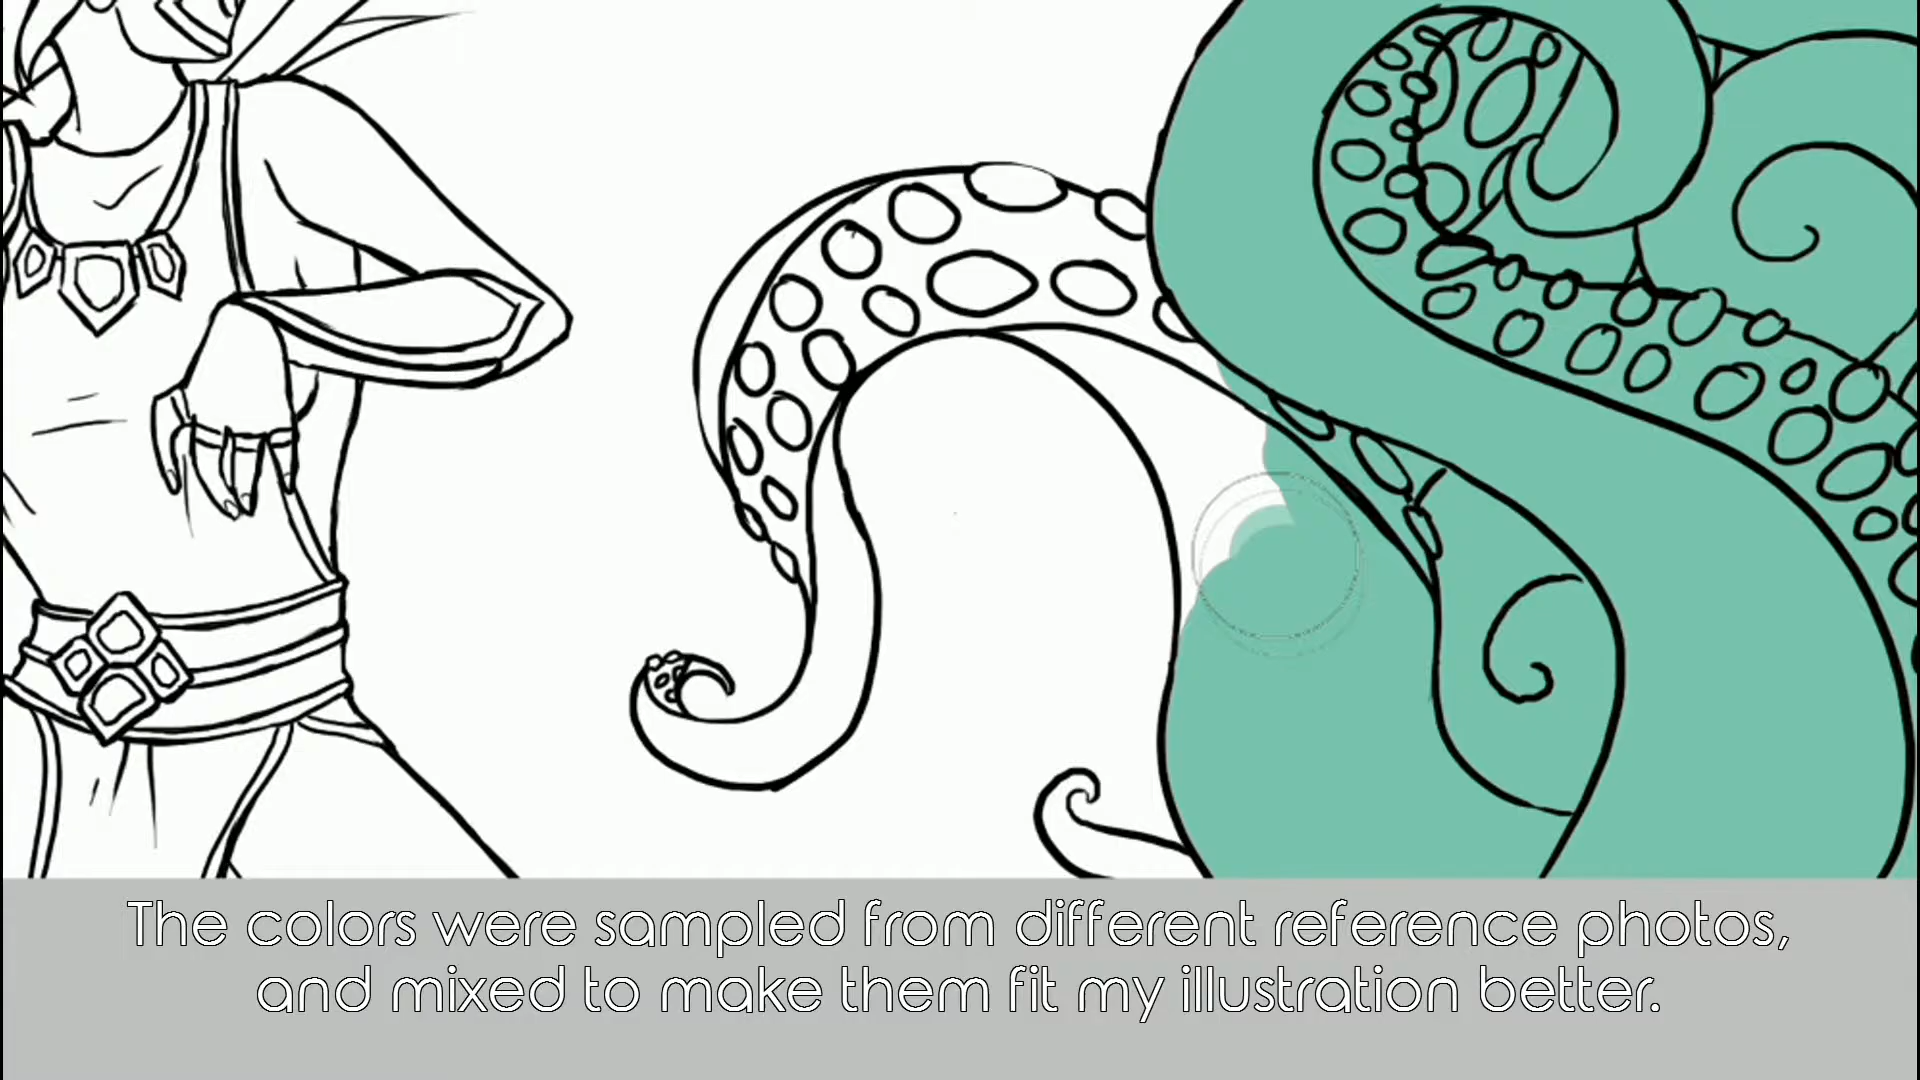 The colors were sampled from different reference photos,
and mixed to make them fit my illustration better.